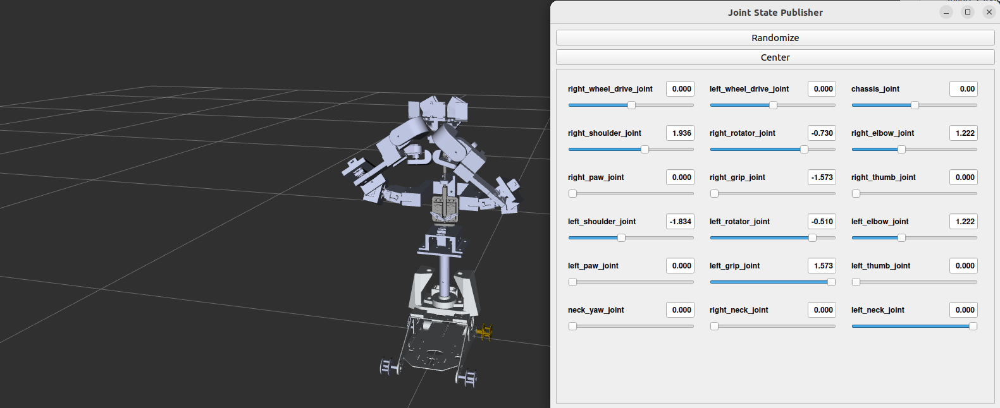 Joint State Publisher
Randomize
Center
right_wheel_drive_joint 0.000 left_wheel_drive_joint 0.000 chassis_joint 0.00
right_shoulder_joint 1.936 right_rotator_joint -0.730 right_elbow_joint 1.222
right_paw_joint 0.000 right_grip_joint -1.573 right_thumb_joint 0.000
left_shoulder_joint -1.834 left_rotator_joint -0.510 left_elbow_joint 1.222
left_paw_joint 0.000 left_grip_joint 1.573 left_thumb_joint 0.000
neck_yaw_joint 0.000 right_neck_joint 0.000 left_neck_joint 0.000